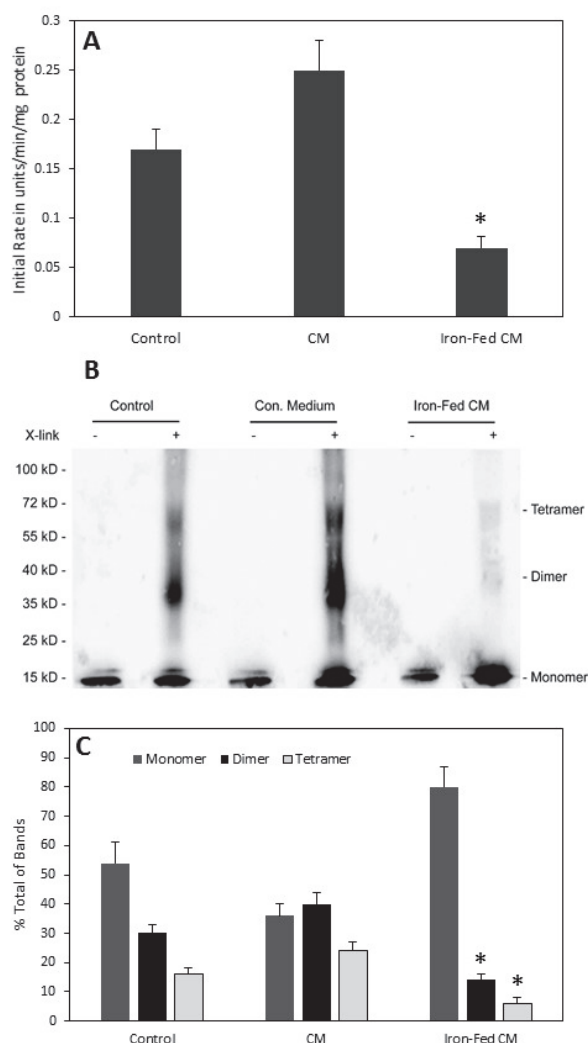 A
Initial Ratein units/min/mg protein
0.3
0.25
0.2
0.15
0.1
0.05
0
*
Control CM Iron-Fed CM
B
Control Con. Medium Iron-Fed CM
X-link - + - + - +
100 kD -
72 kD - - Tetramer
55 kD -
40 kD - - Dimer
35 kD -
25 kD -
15 kD - - Monomer
C
Monomer Dimer Tetramer
% Total of Bands
100
90
80
70
60
50
40
30
20
10
0
* *
Control CM Iron-Fed CM